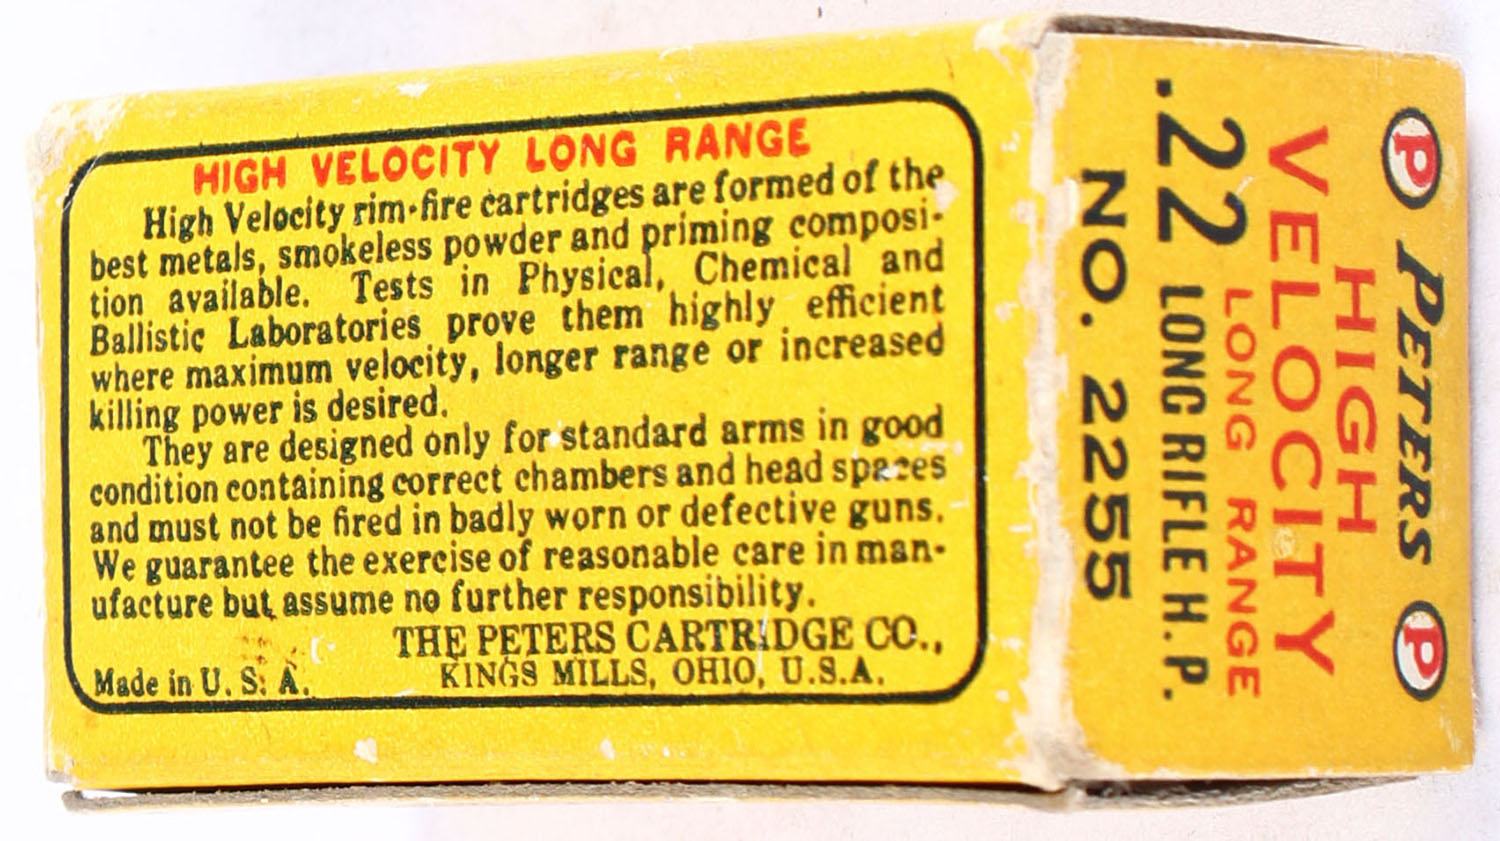 HIGH VELOCITY LONG RANGE
High Velocity rim-fire cartridges are formed of the
best metals, smokeless powder and priming composi-
tion available. Tests in Physical, Chemical and
Ballistic Laboratories prove them highly efficient
where maximum velocity, longer range or increased
killing power is desired.
They are designed only for standard arms in good
condition containing correct chambers and head spaces
and must not be fired in badly worn or defective guns.
We guarantee the exercise of reasonable care in man-
ufacture but assume no further responsibility.
THE PETERS CARTRIDGE CO.,
Made in U. S. A. KINGS MILLS, OHIO, U.S.A.
P PETERS P
HIGH
VELOCITY
LONG RANGE
.22 LONG RIFLE H. P.
NO. 2255